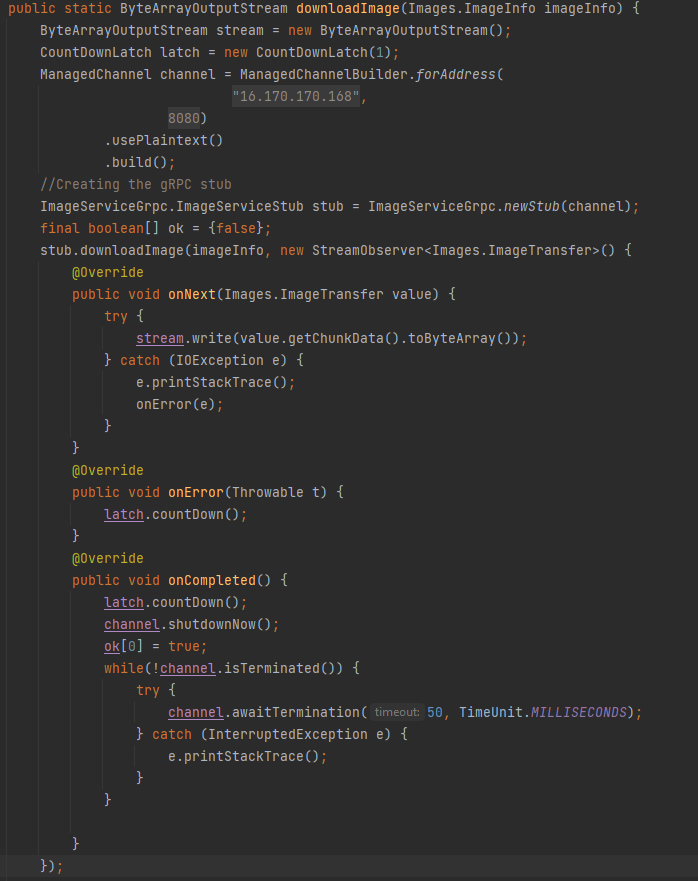 public static ByteArrayOutputStream downloadImage(Images.ImageInfo imageInfo) {
    ByteArrayOutputStream stream = new ByteArrayOutputStream();
    CountDownLatch latch = new CountDownLatch(1);
    ManagedChannel channel = ManagedChannelBuilder.forAddress(
                            "16.170.170.168",
                    8080)
            .usePlaintext()
            .build();
    //Creating the gRPC stub
    ImageServiceGrpc.ImageServiceStub stub = ImageServiceGrpc.newStub(channel);
    final boolean[] ok = {false};
    stub.downloadImage(imageInfo, new StreamObserver<Images.ImageTransfer>() {
        @Override
        public void onNext(Images.ImageTransfer value) {
            try {
                stream.write(value.getChunkData().toByteArray());
            } catch (IOException e) {
                e.printStackTrace();
                onError(e);
            }
        }
        @Override
        public void onError(Throwable t) {
            latch.countDown();
        }
        @Override
        public void onCompleted() {
            latch.countDown();
            channel.shutdownNow();
            ok[0] = true;
            while(!channel.isTerminated()) {
                try {
                    channel.awaitTermination( timeout: 50, TimeUnit.MILLISECONDS);
                } catch (InterruptedException e) {
                    e.printStackTrace();
                }
            }

        }
    });